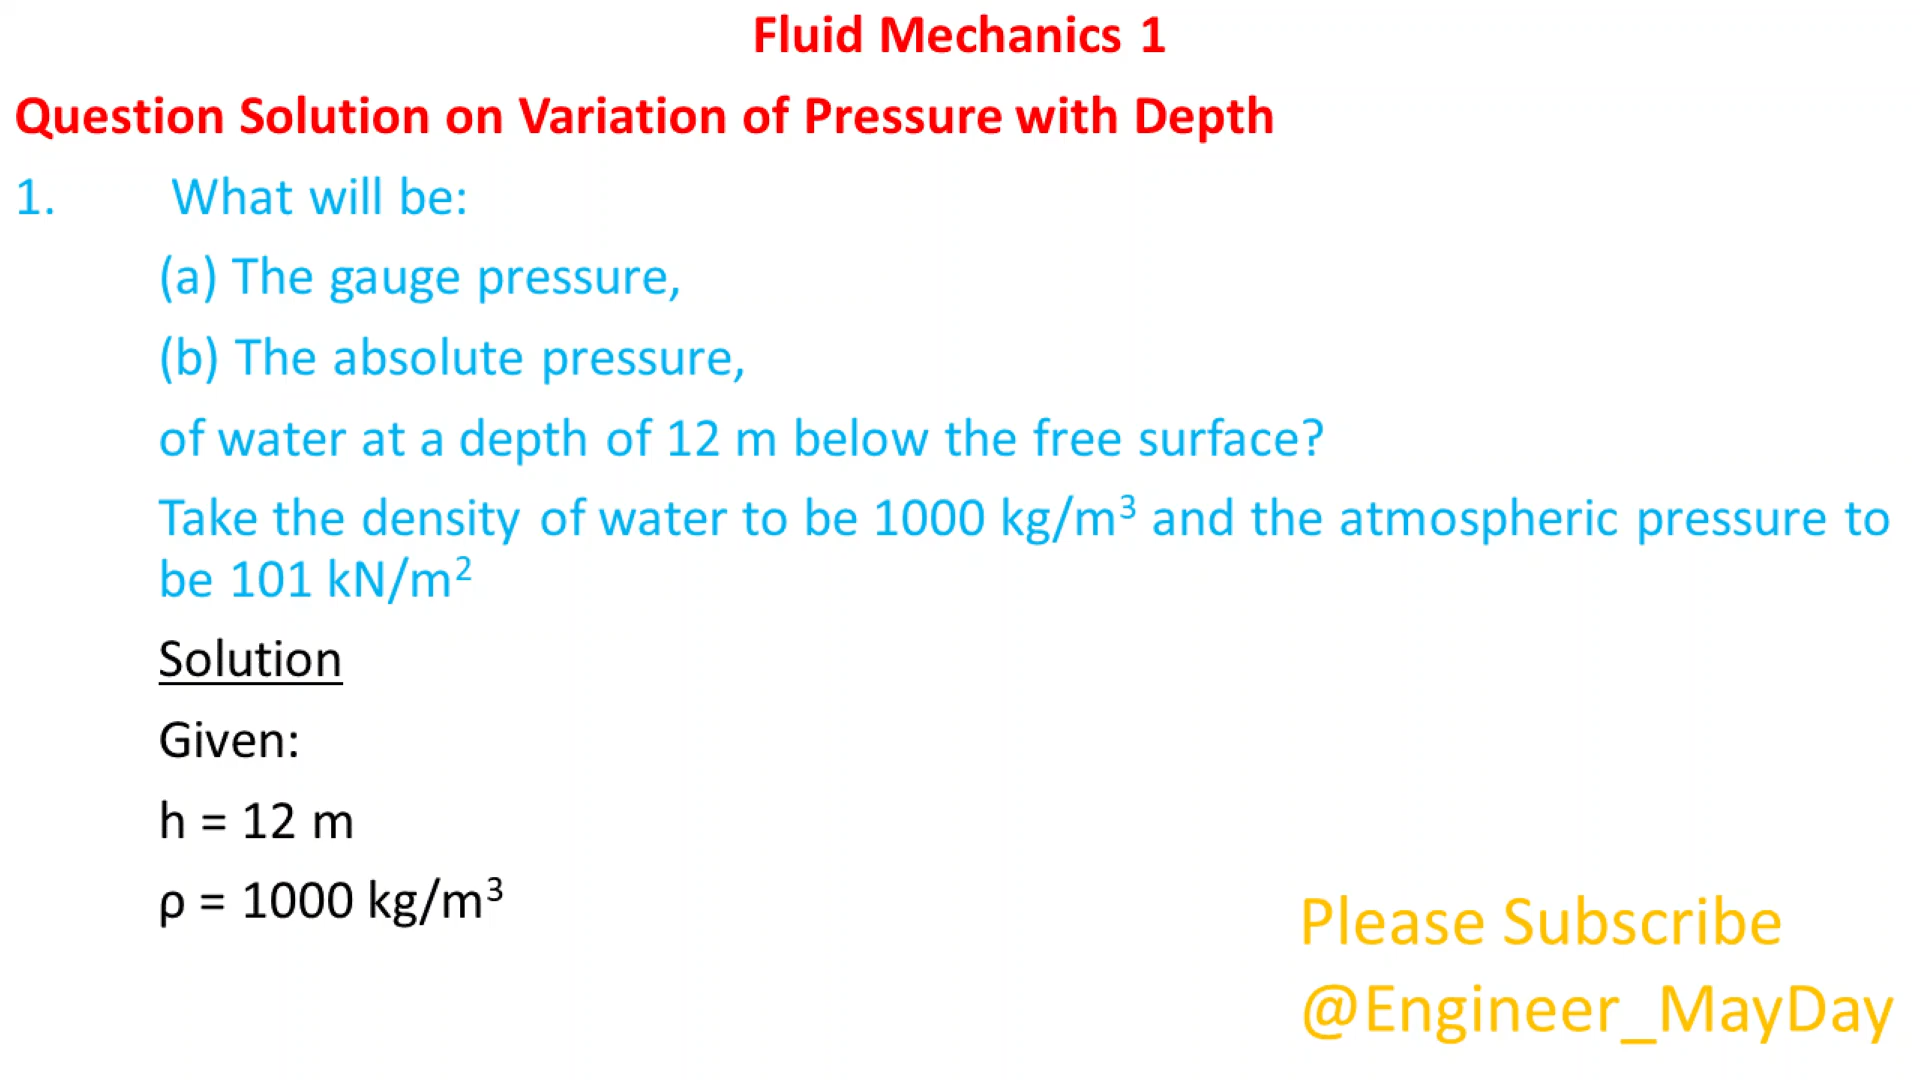 Fluid Mechanics 1
Question Solution on Variation of Pressure with Depth
1. What will be:
(a) The gauge pressure,
(b) The absolute pressure,
of water at a depth of 12 m below the free surface?
Take the density of water to be 1000 kg/m³ and the atmospheric pressure to
be 101 kN/m²
Solution
Given:
h = 12 m
ρ = 1000 kg/m³
Please Subscribe
@Engineer_MayDay